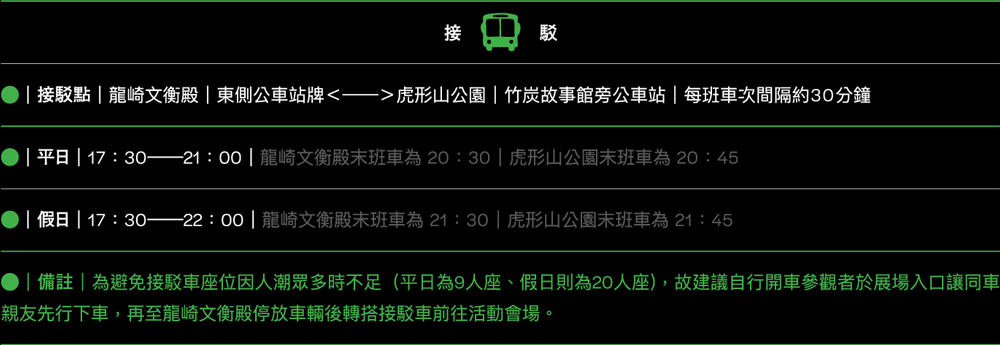 接 駁
｜接駁點｜龍崎文衡殿｜東側公車站牌＜──＞虎形山公園｜竹炭故事館旁公車站｜每班車次間隔約30分鐘
｜平日｜17：30──21：00｜龍崎文衡殿末班車為 20：30｜虎形山公園末班車為 20：45
｜假日｜17：30──22：00｜龍崎文衡殿末班車為 21：30｜虎形山公園末班車為 21：45
｜備註｜為避免接駁車座位因人潮眾多時不足（平日為9人座、假日則為20人座)，故建議自行開車參觀者於展場入口讓同車
親友先行下車，再至龍崎文衡殿停放車輛後轉搭接駁車前往活動會場。